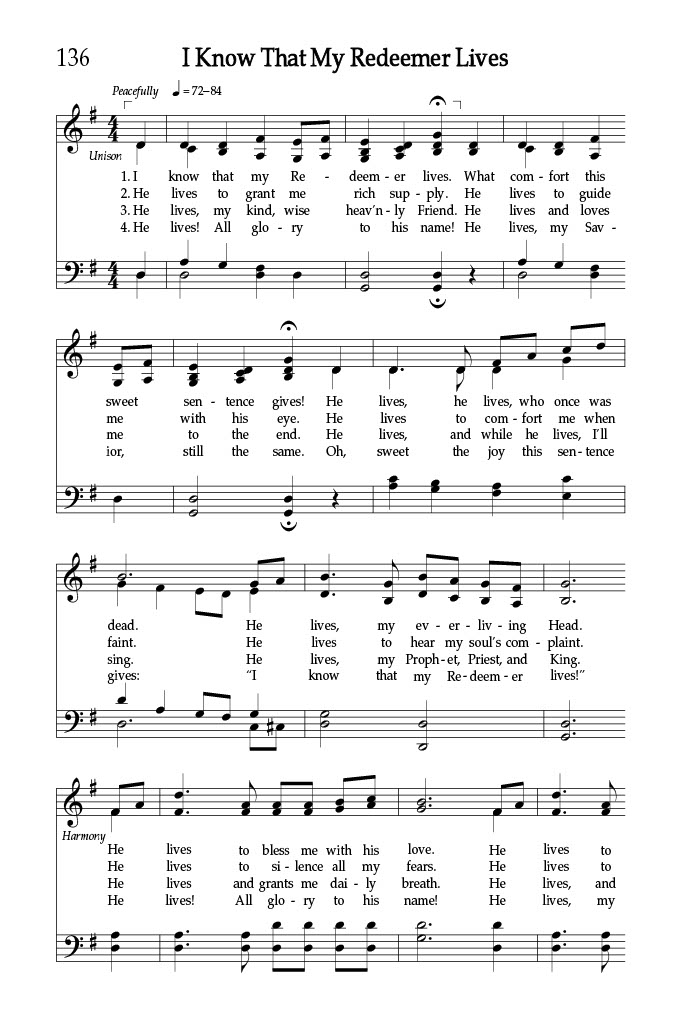 136 I Know That My Redeemer Lives
Peacefully ♩ = 72–84
Unison
1. I know that my Re - deem - er lives. What com - fort this
2. He lives to grant me rich sup - ply. He lives to guide
3. He lives, my kind, wise heav'n - ly Friend. He lives and loves
4. He lives! All glo - ry to his name! He lives, my Sav -
sweet sen - tence gives! He lives, he lives, who once was
me with his eye. He lives to com - fort me when
me to the end. He lives, and while he lives, I'll
ior, still the same. Oh, sweet the joy this sen - tence
dead. He lives, my ev - er - liv - ing Head.
faint. He lives to hear my soul's com - plaint.
sing. He lives, my Proph - et, Priest, and King.
gives: “I know that my Re - deem - er lives!”
Harmony
He lives to bless me with his love. He lives to
He lives to si - lence all my fears. He lives to
He lives and grants me dai - ly breath. He lives, and
He lives! All glo - ry to his name! He lives, my